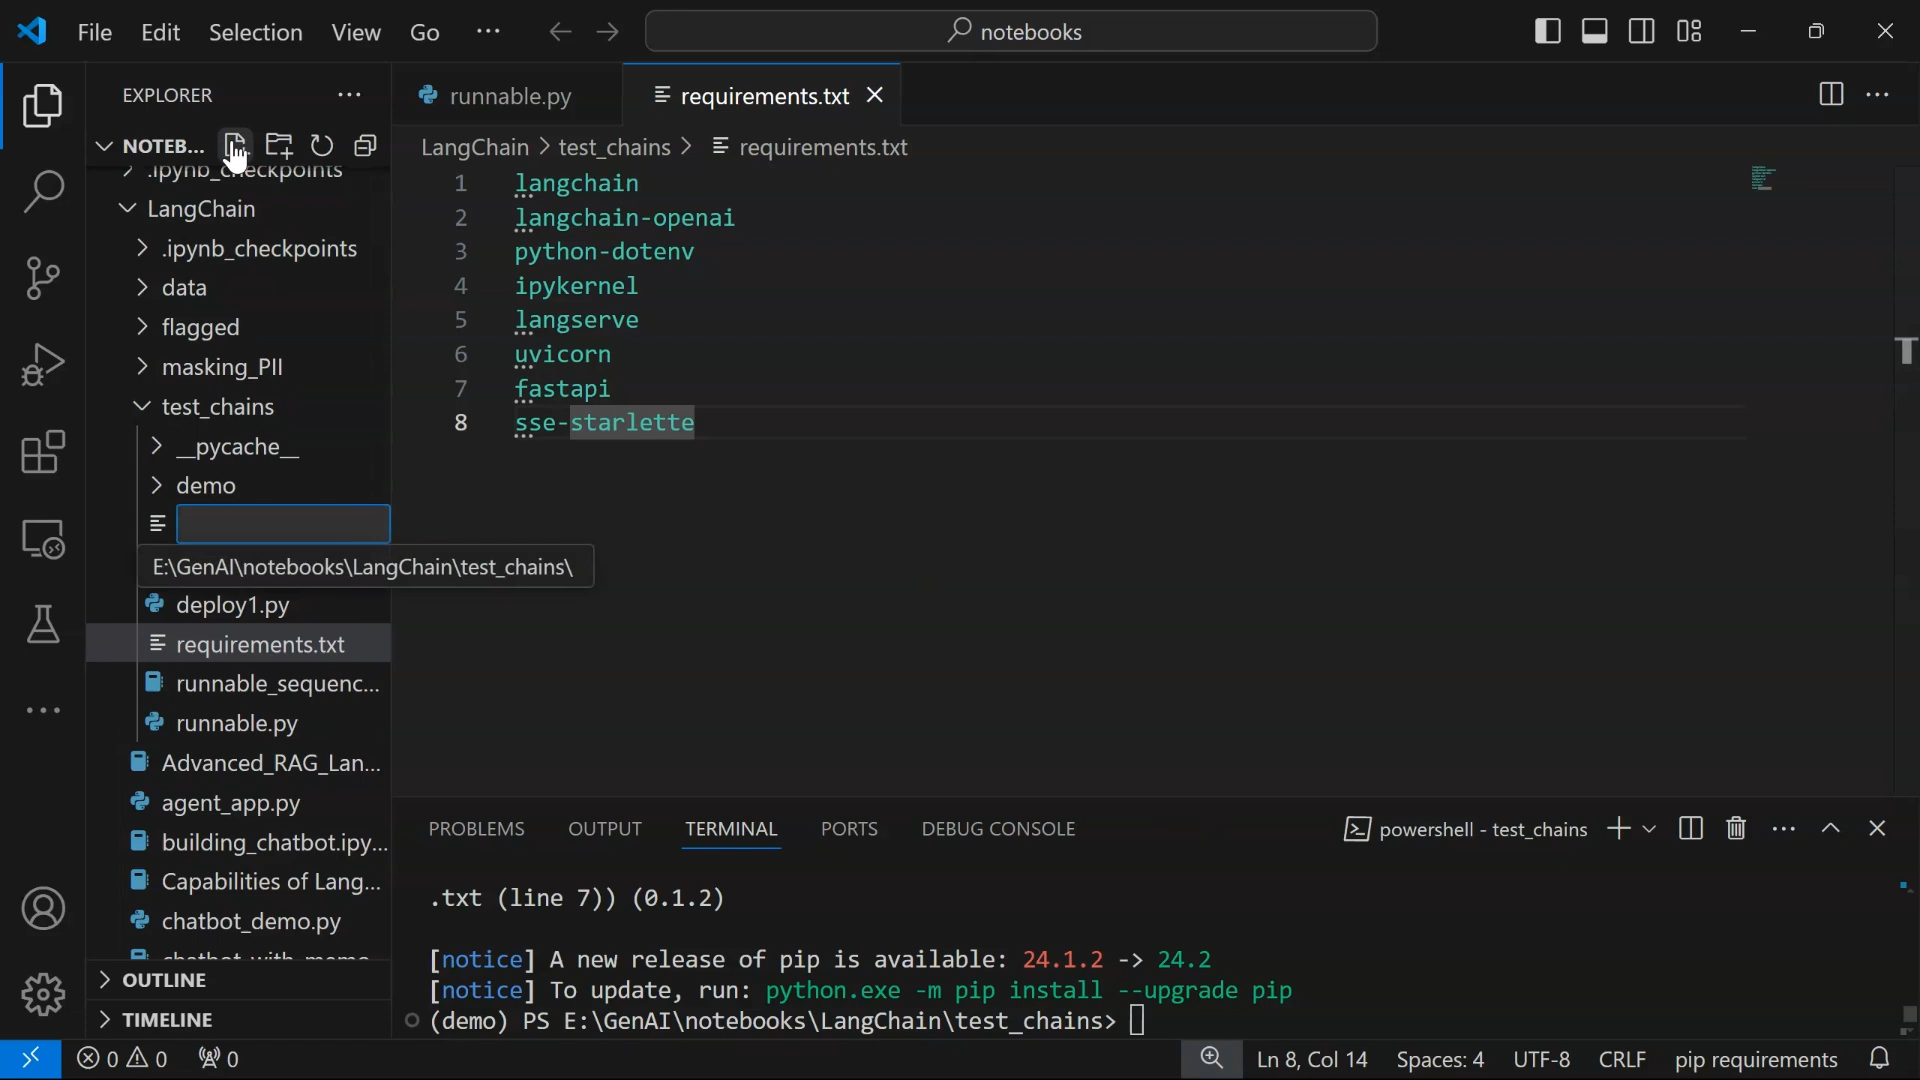 File Edit Selection View Go ··· notebooks
EXPLORER ···
runnable.py requirements.txt
NOTEB...
LangChain > test_chains > requirements.txt
.ipynb_checkpoints
LangChain
.ipynb_checkpoints
data
flagged
masking_PII
test_chains
__pycache__
demo
E:\GenAI\notebooks\LangChain\test_chains\
deploy1.py
requirements.txt
runnable_sequenc...
runnable.py
Advanced_RAG_Lan...
agent_app.py
building_chatbot.ipy...
Capabilities of Lang...
chatbot_demo.py
chatbot_with_memo...
OUTLINE
TIMELINE
1 langchain
2 langchain-openai
3 python-dotenv
4 ipykernel
5 langserve
6 uvicorn
7 fastapi
8 sse-starlette
PROBLEMS OUTPUT TERMINAL PORTS DEBUG CONSOLE powershell - test_chains
.txt (line 7)) (0.1.2)
[notice] A new release of pip is available: 24.1.2 -> 24.2
[notice] To update, run: python.exe -m pip install --upgrade pip
(demo) PS E:\GenAI\notebooks\LangChain\test_chains>
0 0 0 Ln 8, Col 14 Spaces: 4 UTF-8 CRLF pip requirements